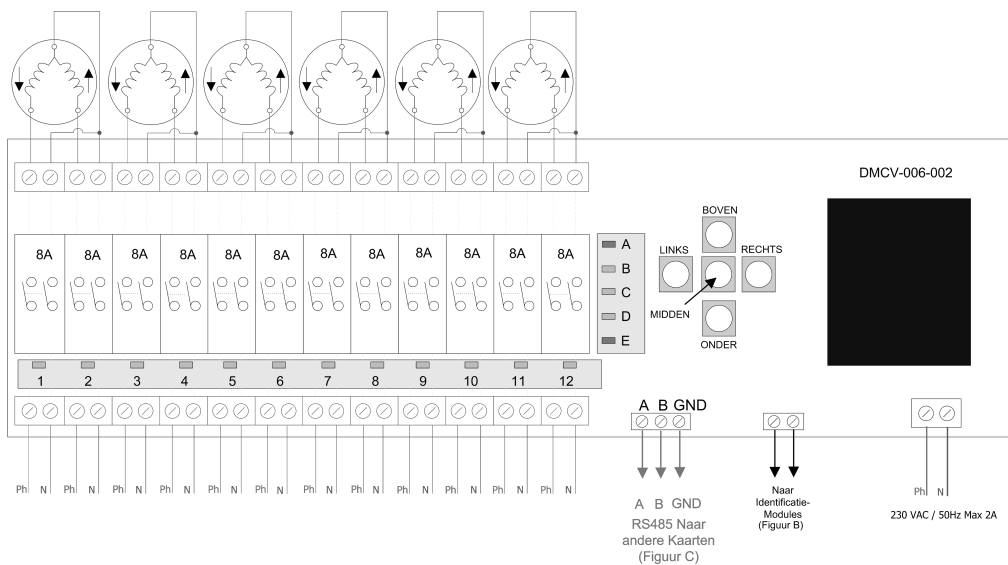 DMCV-006-002
BOVEN
LINKS
RECHTS
MIDDEN
ONDER
8A 8A 8A 8A 8A 8A 8A 8A 8A 8A 8A 8A
A
B
C
D
E
1 2 3 4 5 6 7 8 9 10 11 12
A B GND
Ph N Ph N Ph N Ph N Ph N Ph N Ph N Ph N Ph N Ph N Ph N Ph N
A B GND
RS485 Naar
andere Kaarten
(Figuur C)
Naar
Identificatie-
Modules
(Figuur B)
Ph N
230 VAC / 50Hz Max 2A